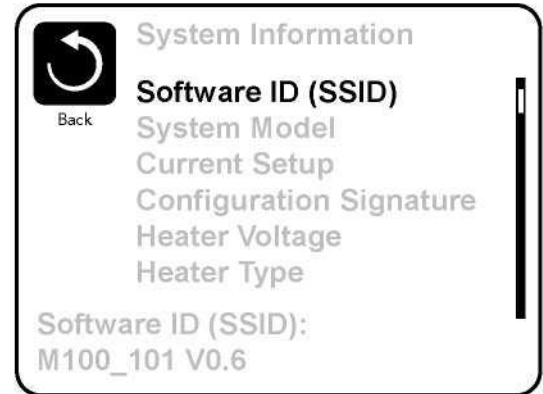 System Information
Back
Software ID (SSID)
System Model
Current Setup
Configuration Signature
Heater Voltage
Heater Type
Software ID (SSID):
M100_101 V0.6